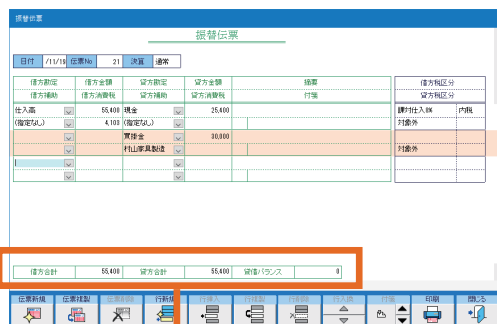 振替伝票
振替伝票
日付 /11/19 伝票No 21 決算 通常
借方勘定 借方金額 貸方勘定 貸方金額 摘要 借方税区分
借方補助 借方消費税 貸方補助 貸方消費税 付箋 貸方税区分
仕入高 55,400 現金 25,400 課対仕入8% 内税
(指定なし) 4,103 (指定なし) 対象外
買掛金 30,000
村山家具製造 対象外
借方合計 55,400 貸方合計 55,400 貸借バランス 0
伝票新規 伝票複製 伝票削除 行新規 行挿入 行複製 行削除 行入換 付箋 印刷 閉じる